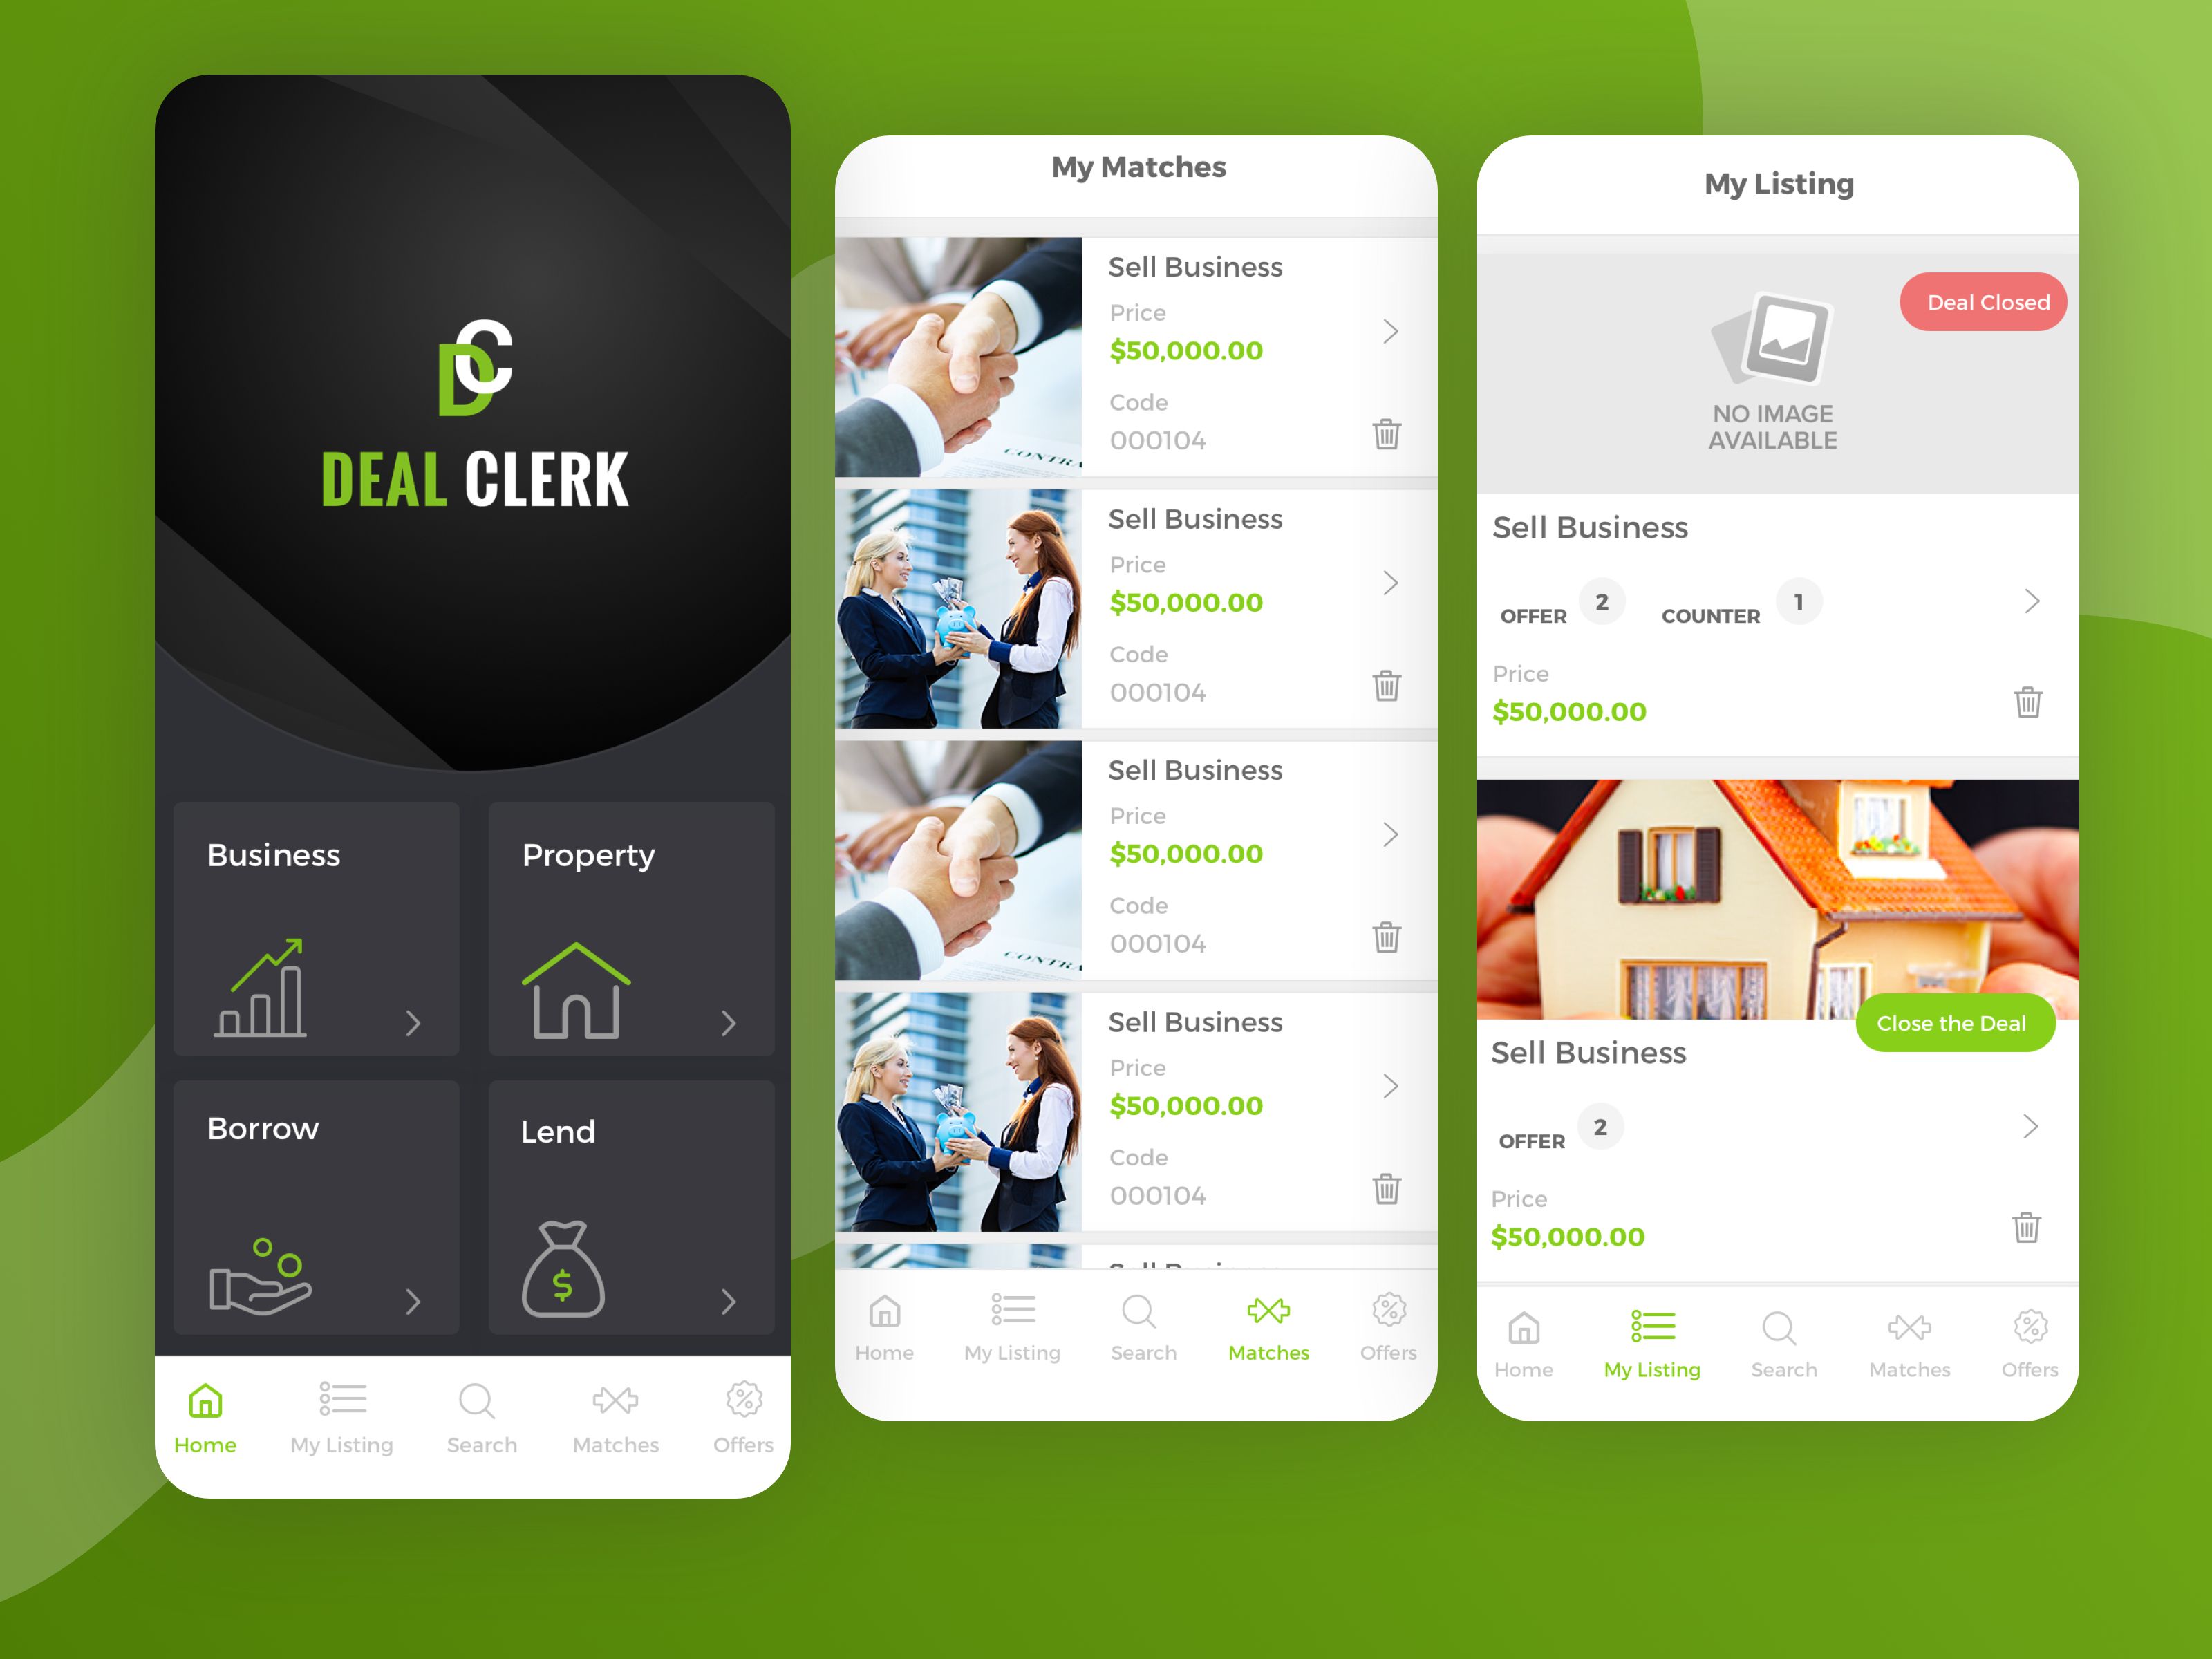 DC
DEAL CLERK
Business
Property
Borrow
Lend
$
Home
My Listing
Search
Matches
Offers
My Matches
Sell Business
Price
$50,000.00
Code
000104
Sell Business
Price
$50,000.00
Code
000104
Sell Business
Price
$50,000.00
Code
000104
Sell Business
Price
$50,000.00
Code
000104
Sell Business
Home
My Listing
Search
Matches
Offers
My Listing
Deal Closed
NO IMAGE
AVAILABLE
Sell Business
OFFER 2 COUNTER 1
Price
$50,000.00
Close the Deal
Sell Business
OFFER 2
Price
$50,000.00
Home
My Listing
Search
Matches
Offers